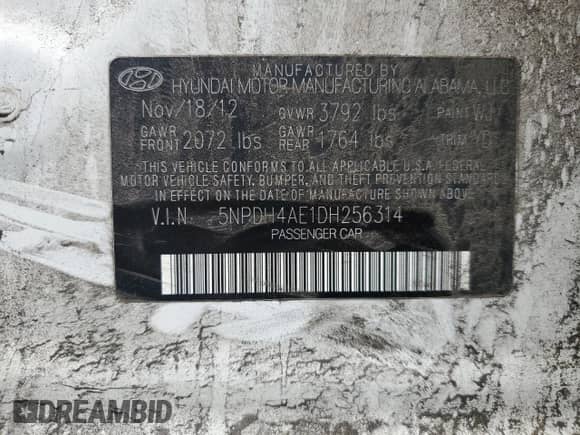 MANUFACTURED BY
HYUNDAI MOTOR MANUFACTURING ALABAMA, LLC
Nov/18/12 GVWR 3792 lbs PAINT
GAWR FRONT 2072 lbs GAWR REAR 1764 lbs TRIM
THIS VEHICLE CONFORMS TO ALL APPLICABLE U.S.A. FEDERAL
MOTOR VEHICLE SAFETY, BUMPER, AND THEFT PREVENTION STANDARDS
IN EFFECT ON THE DATE OF MANUFACTURE SHOWN ABOVE.
V.I.N. 5NPDH4AE1DH256314
PASSENGER CAR
DREAMBID